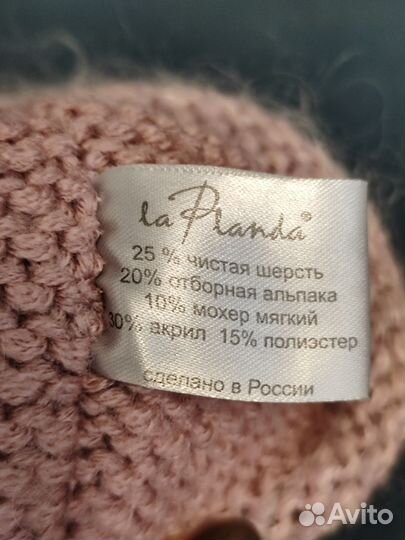 la Planda®
25 % чистая шерсть
20% отборная альпака
10% мохер мягкий
30% акрил 15% полиэстер
сделано в России
Avito